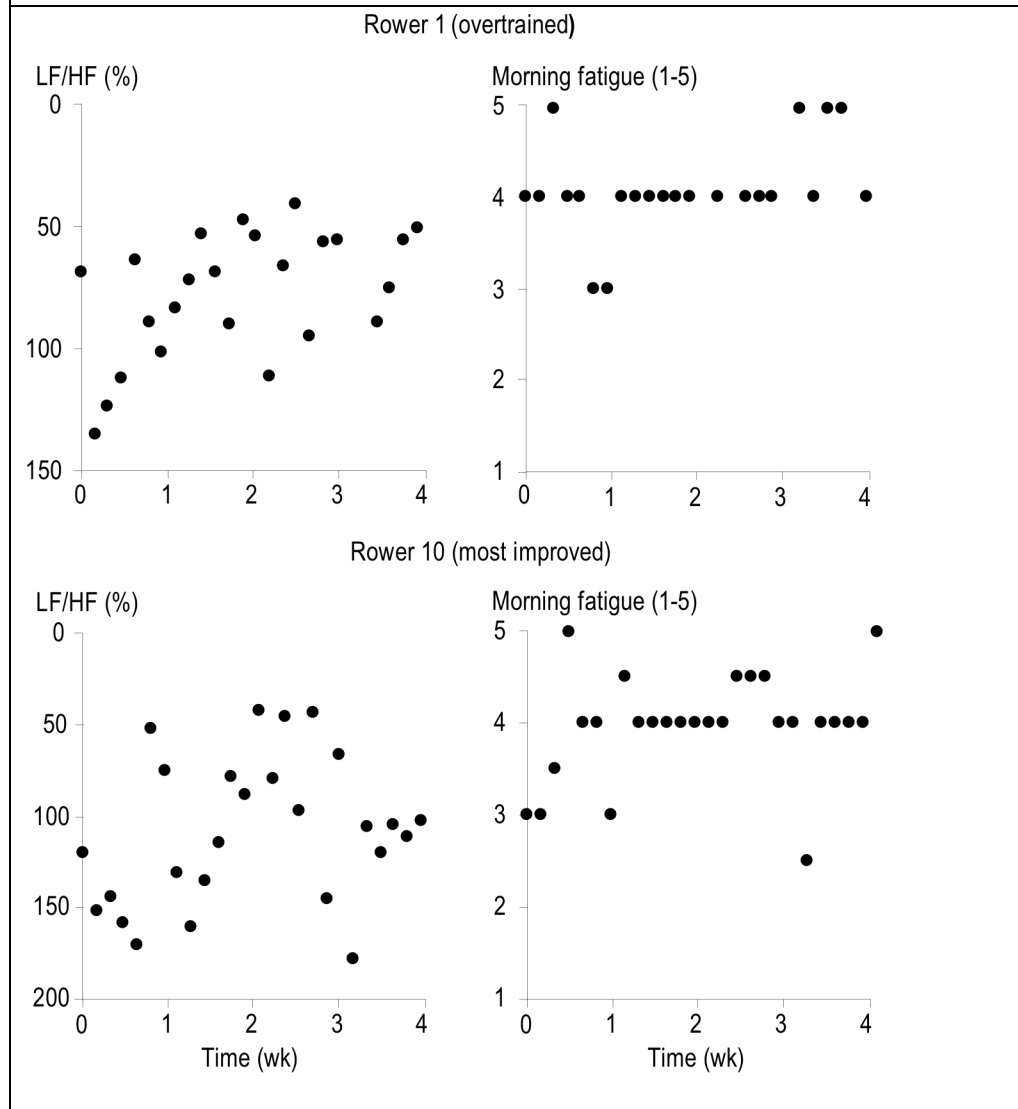 Rower 1 (overtrained)
LF/HF (%)
0
50
100
150
0 1 2 3 4
Morning fatigue (1-5)
5
4
3
2
1
0 1 2 3 4
Rower 10 (most improved)
LF/HF (%)
0
50
100
150
200
0 1 2 3 4
Time (wk)
Morning fatigue (1-5)
5
4
3
2
1
0 1 2 3 4
Time (wk)